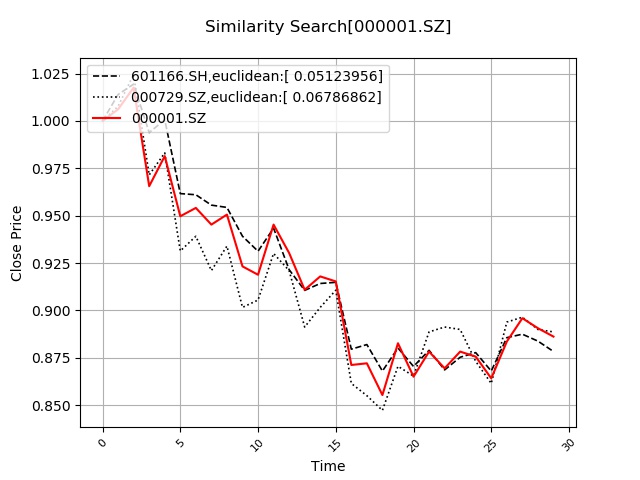 Similarity Search[000001.SZ]
601166.SH,euclidean:[ 0.05123956]
000729.SZ,euclidean:[ 0.06786862]
000001.SZ
Close Price
1.025
1.000
0.975
0.950
0.925
0.900
0.875
0.850
0
5
10
15
20
25
30
Time